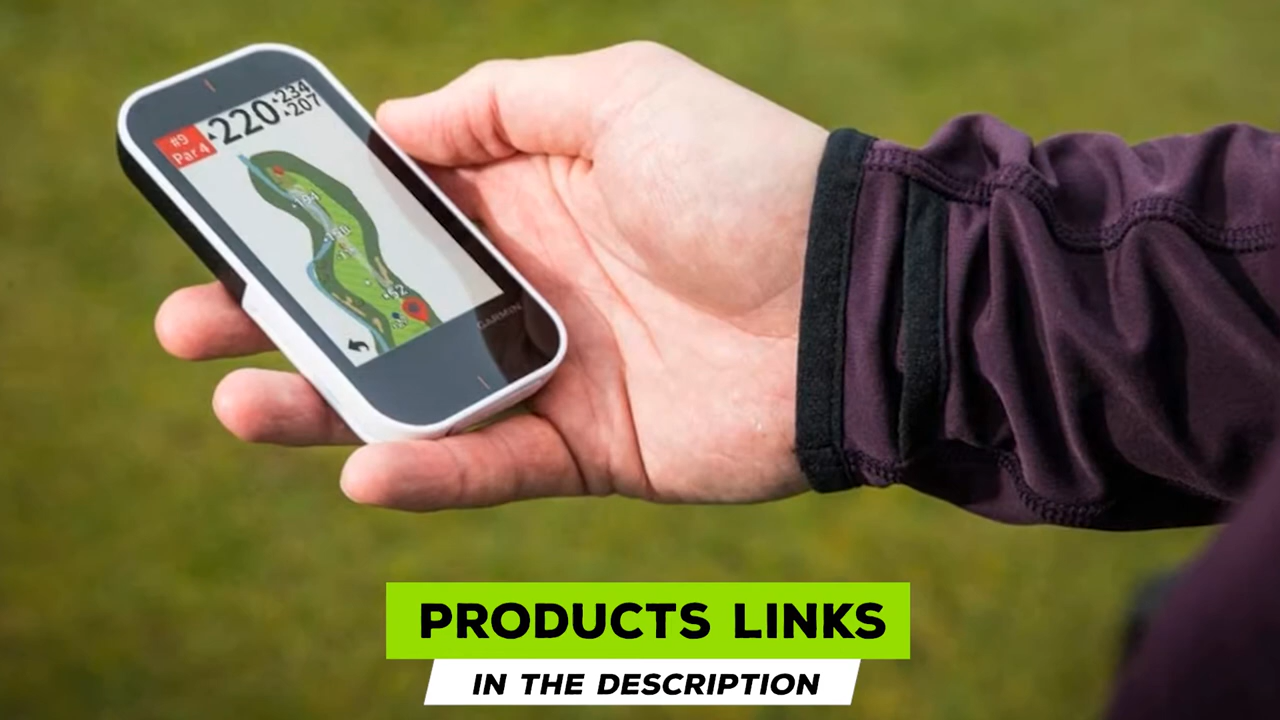 #9
Par 4
220
234
207
GARMIN
PRODUCTS LINKS
IN THE DESCRIPTION